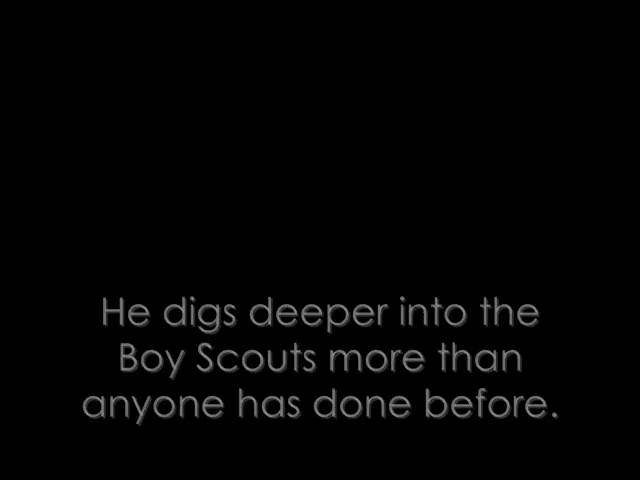 He digs deeper into the
Boy Scouts more than
anyone has done before.